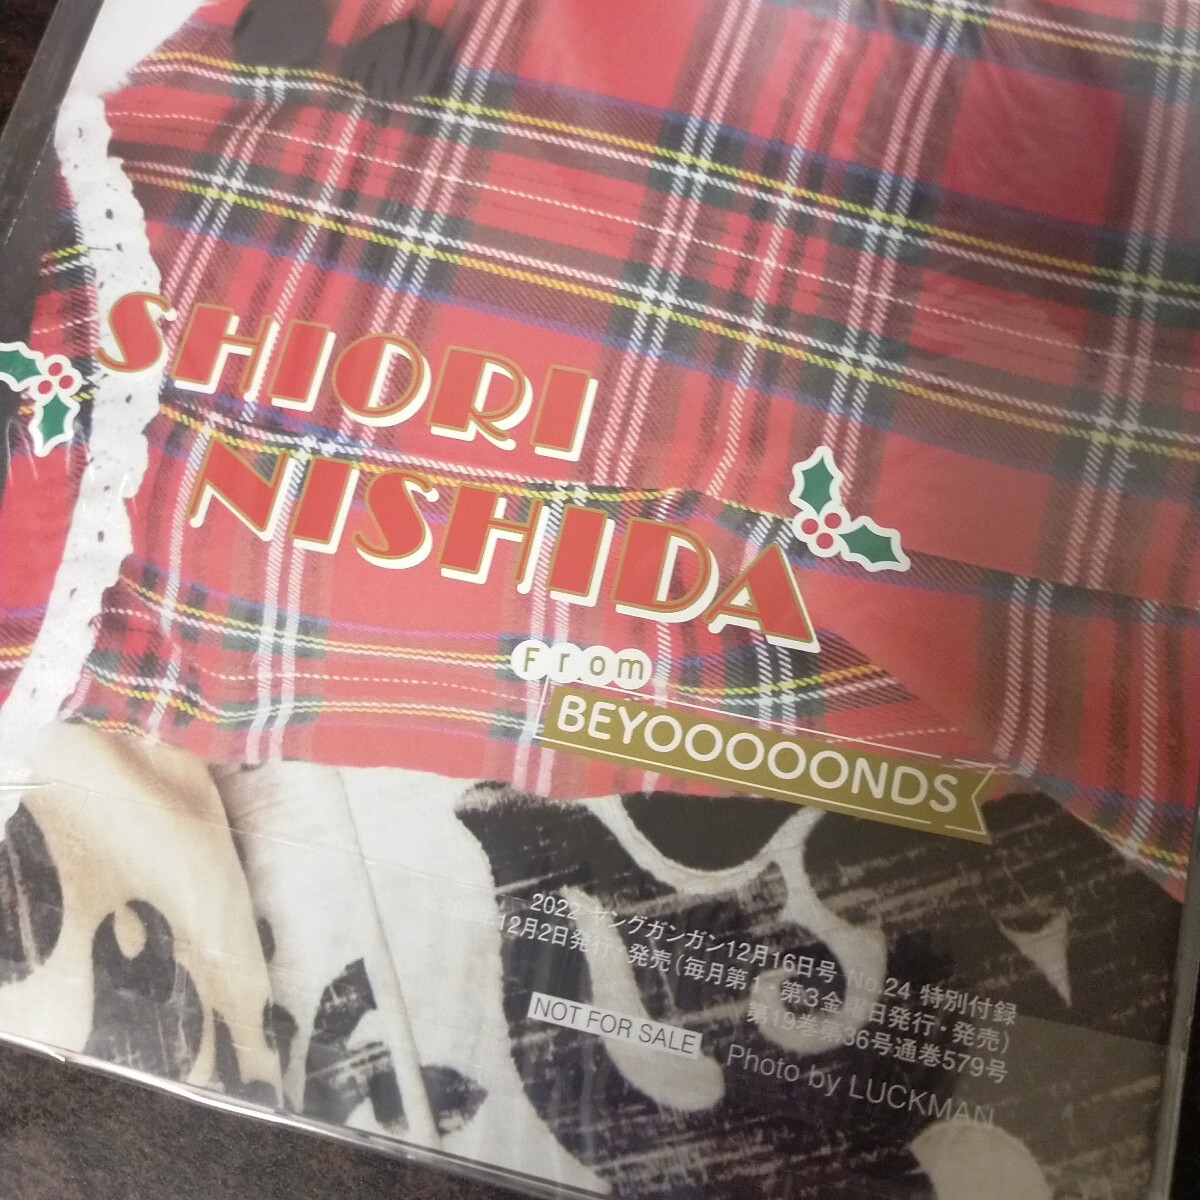 SHIORI
NISHIDA
From
BEYOOOOONDS
2022 ヤングガンガン12月16日号 No.24 特別付録
年12月2日発行・発売(毎月第1・第3金曜日発行・発売)
第19巻第36号通巻579号
NOT FOR SALE
Photo by LUCKMAN